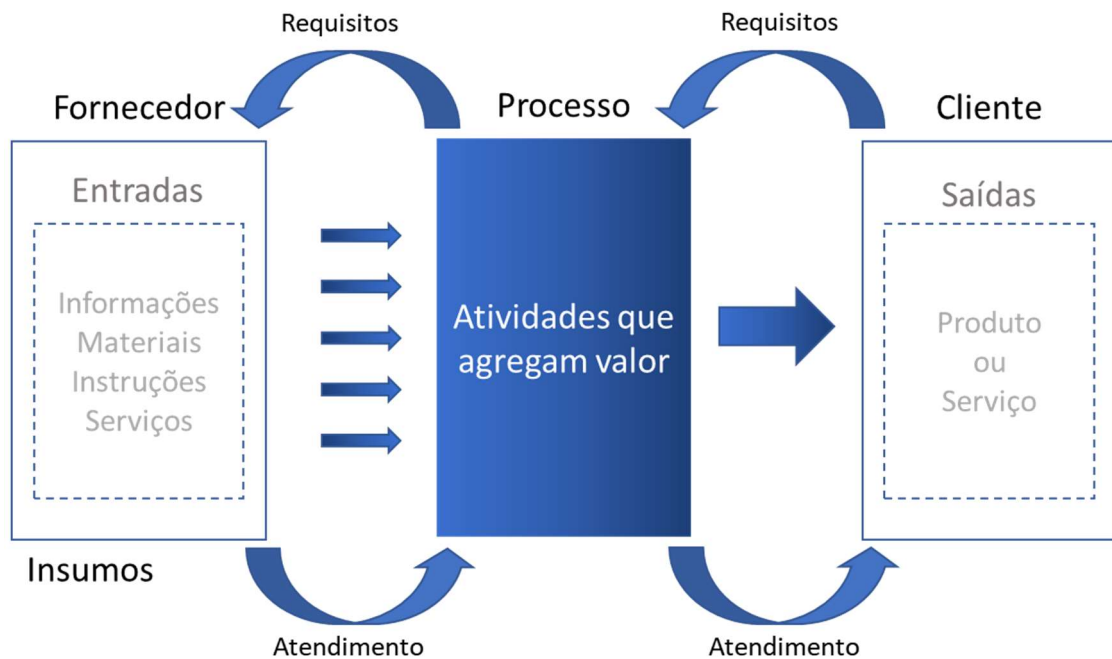 Requisitos
Requisitos
Fornecedor
Processo
Cliente
Entradas
Informações
Materiais
Instruções
Serviços
Atividades que
agregam valor
Saídas
Produto
ou
Serviço
Insumos
Atendimento
Atendimento